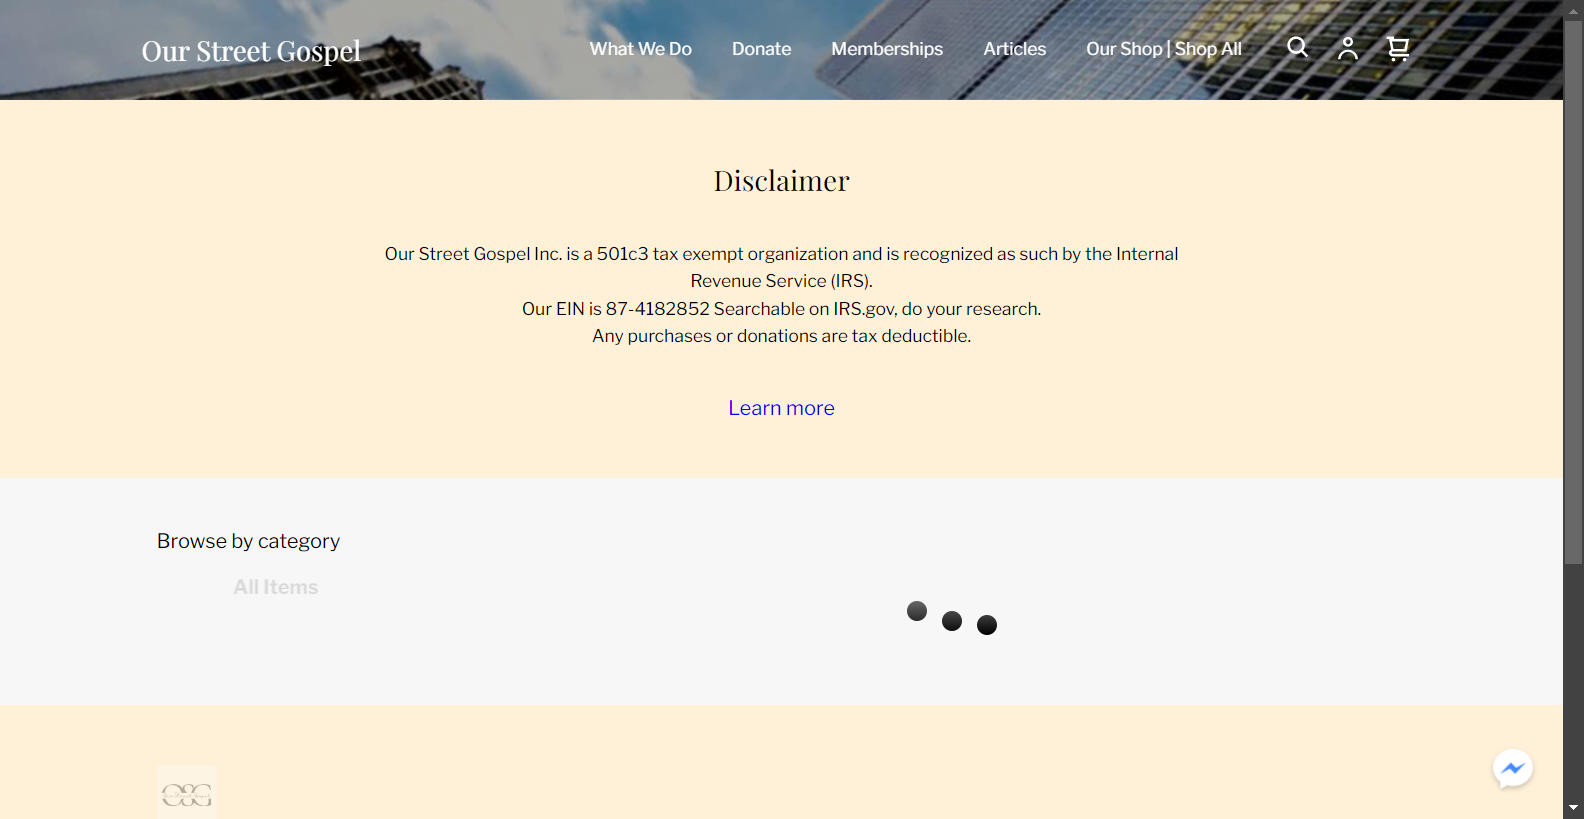 Our Street Gospel
What We Do
Donate
Memberships
Articles
Our Shop | Shop All
Disclaimer
Our Street Gospel Inc. is a 501c3 tax exempt organization and is recognized as such by the Internal
Revenue Service (IRS).
Our EIN is 87-4182852 Searchable on IRS.gov, do your research.
Any purchases or donations are tax deductible.
Learn more
Browse by category
All Items
OSG